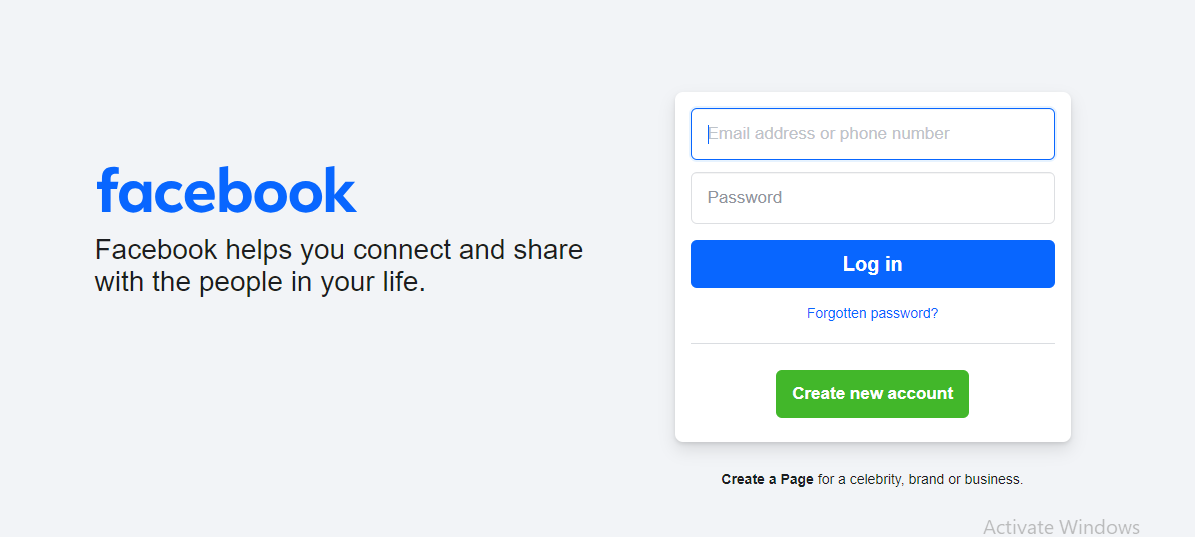 facebook
Facebook helps you connect and share
with the people in your life.
Email address or phone number
Password
Log in
Forgotten password?
Create new account
Create a Page for a celebrity, brand or business.
Activate Windows